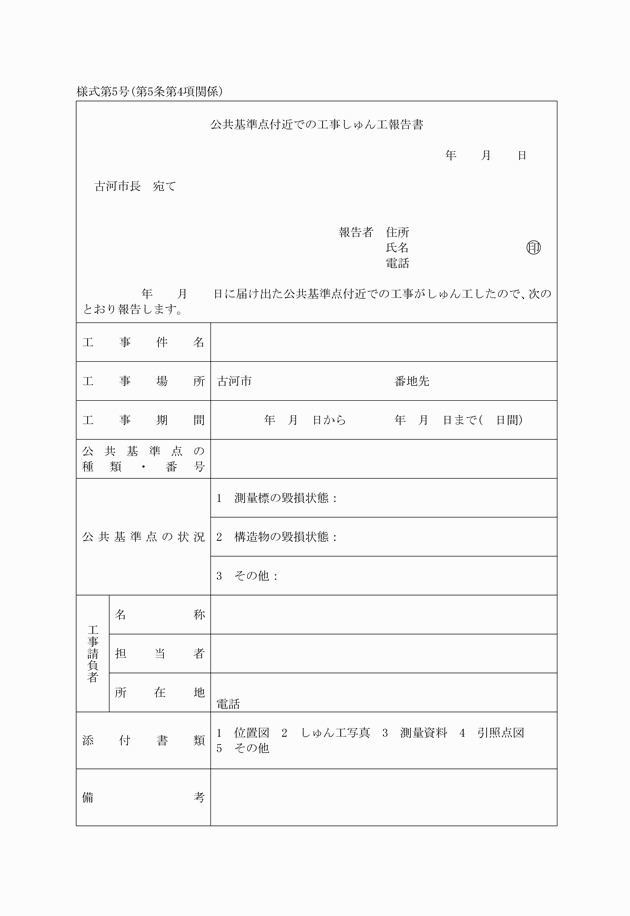 様式第5号(第5条第4項関係)
公共基準点付近での工事しゅん工報告書
年　月　日
古河市長　宛て
報告者　住所
氏名　㊞
電話
年　月　日に届け出た公共基準点付近での工事がしゅん工したので、次の
とおり報告します。
工事件名
工事場所　古河市　番地先
工事期間　年　月　日から　年　月　日まで(　日間)
公共基準点の
種類・番号
公共基準点の状況
1　測量標の毀損状態：
2　構造物の毀損状態：
3　その他：
工事請負者
名称
担当者
所在地
電話
添付書類
1　位置図　2　しゅん工写真　3　測量資料　4　引照点図
5　その他
備考